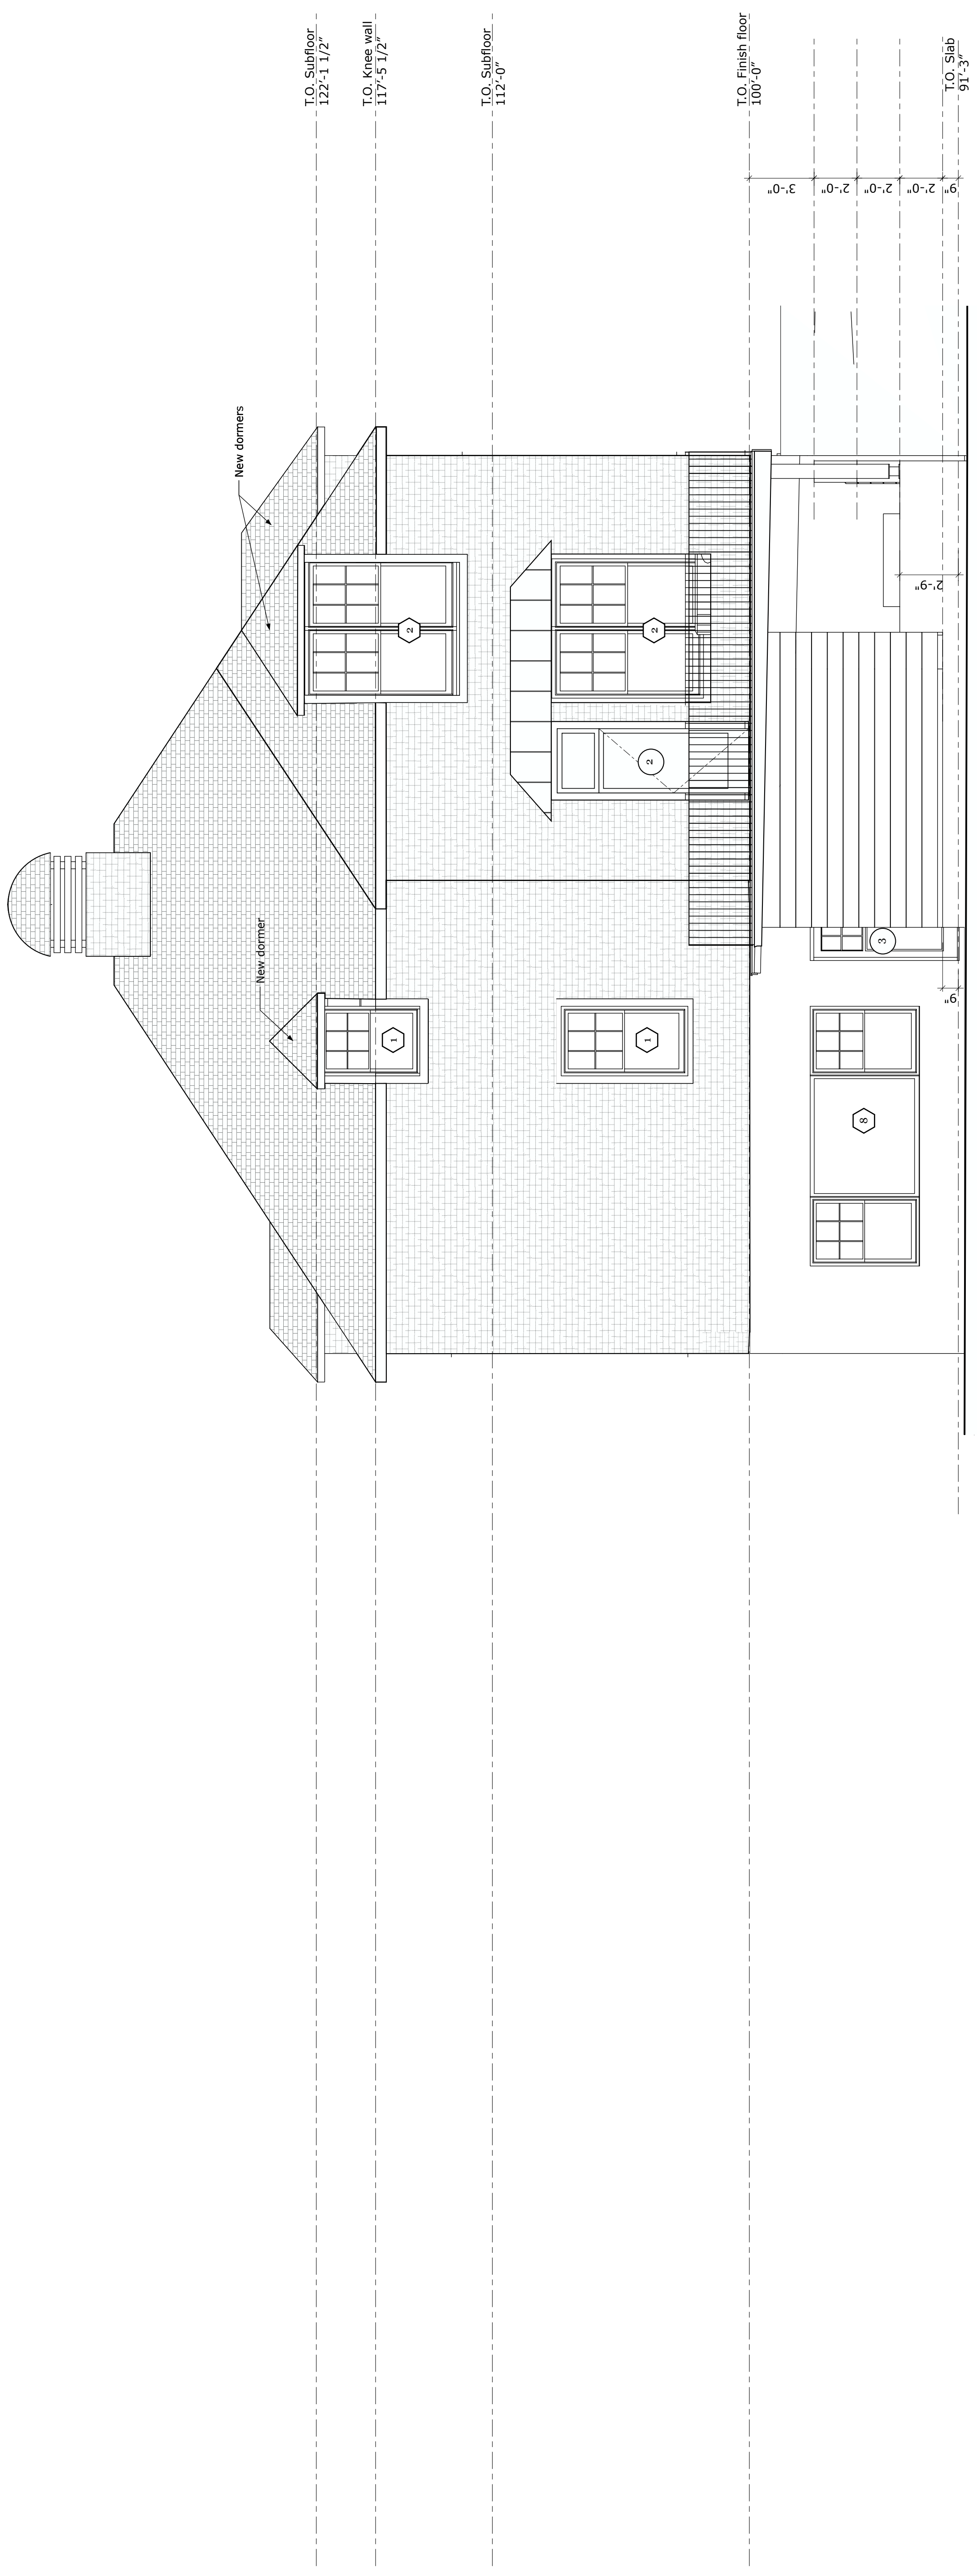 T.O. Subfloor
122'-1 1/2"
T.O. Knee wall
117'-5 1/2"
T.O. Subfloor
112'-0"
T.O. Finish floor
100'-0"
T.O. Slab
91'-3"
3'-0"
2'-0"
2'-0"
2'-0"
9"
New dormers
2
2
2
2'-9"
New dormer
1
1
3
9"
8